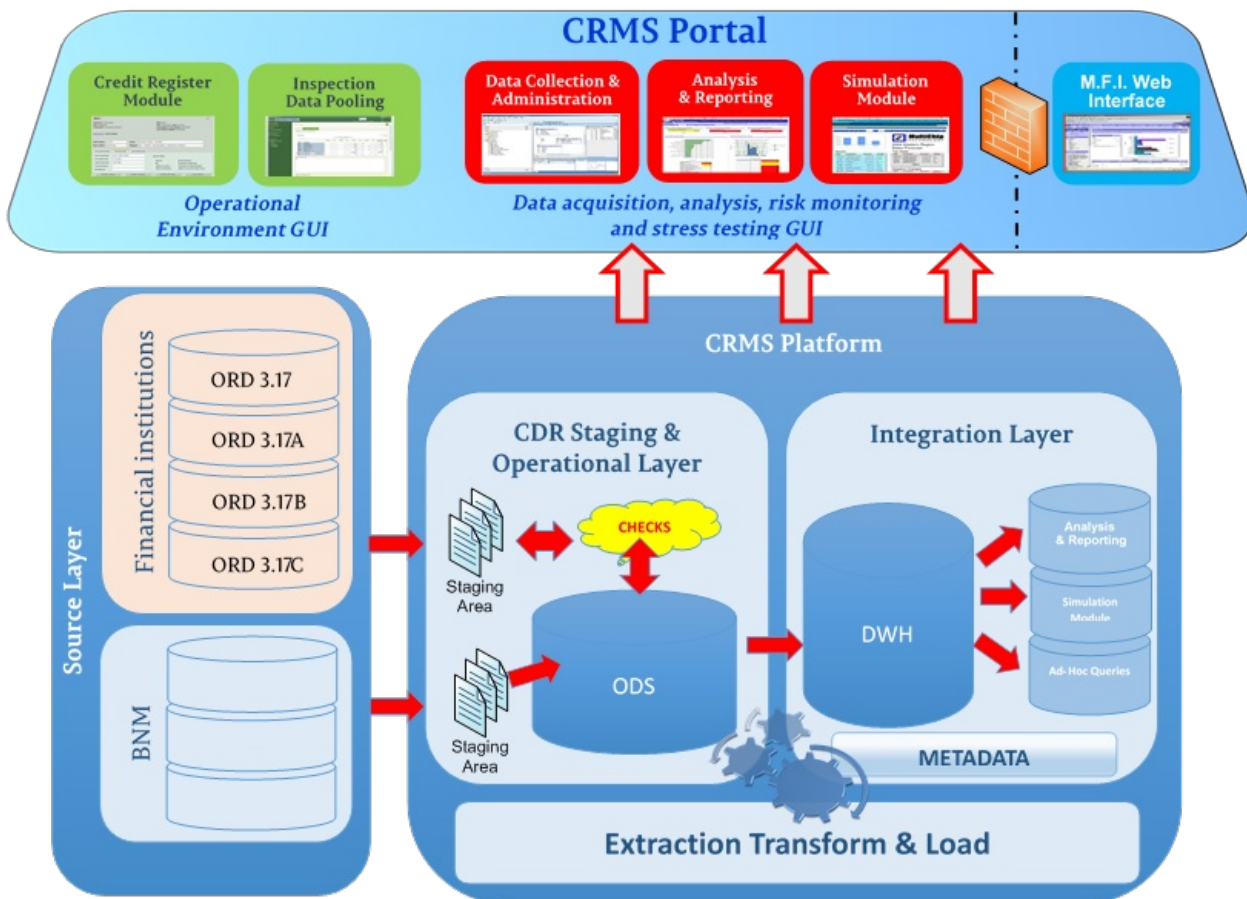 CRMS Portal
Credit Register
Module
Inspection
Data Pooling
Data Collection &
Administration
Analysis
& Reporting
Simulation
Module
M.F.I. Web
Interface
MultiChip
Operational
Environment GUI
Data acquisition, analysis, risk monitoring
and stress testing GUI
Source Layer
Financial institutions
ORD 3.17
ORD 3.17A
ORD 3.17B
ORD 3.17C
BNM
CRMS Platform
CDR Staging &
Operational Layer
CHECKS
Staging
Area
ODS
Staging
Area
Integration Layer
DWH
Analysis
& Reporting
Simulation
Module
Ad-Hoc Queries
METADATA
Extraction Transform & Load